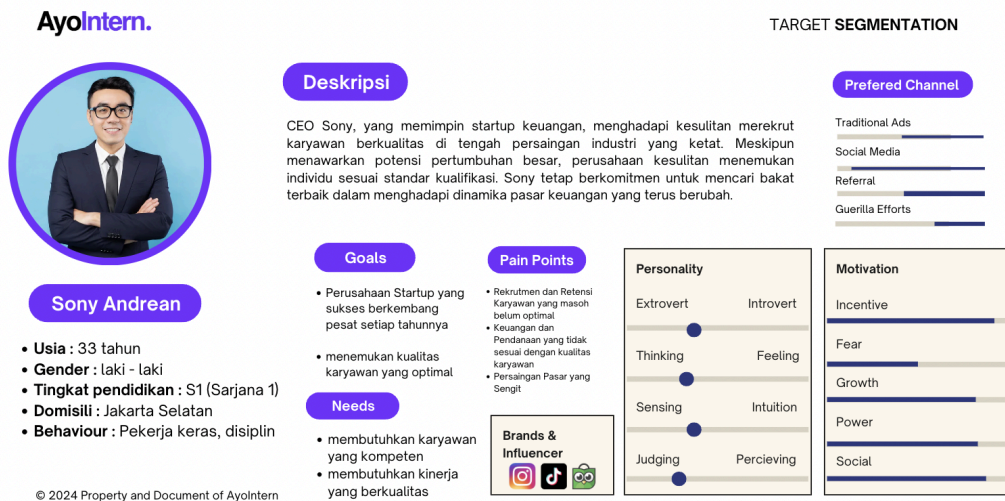 AyoIntern.
TARGET SEGMENTATION
Deskripsi
CEO Sony, yang memimpin startup keuangan, menghadapi kesulitan merekrut
karyawan berkualitas di tengah persaingan industri yang ketat. Meskipun
menawarkan potensi pertumbuhan besar, perusahaan kesulitan menemukan
individu sesuai standar kualifikasi. Sony tetap berkomitmen untuk mencari bakat
terbaik dalam menghadapi dinamika pasar keuangan yang terus berubah.
Prefered Channel
Traditional Ads
Social Media
Referral
Guerilla Efforts
Sony Andrean
• Usia : 33 tahun
• Gender : laki - laki
• Tingkat pendidikan : S1 (Sarjana 1)
• Domisili : Jakarta Selatan
• Behaviour : Pekerja keras, disiplin
Goals
• Perusahaan Startup yang
sukses berkembang
pesat setiap tahunnya
• menemukan kualitas
karyawan yang optimal
Needs
• membutuhkan karyawan
yang kompeten
• membutuhkan kinerja
yang berkualitas
Pain Points
• Rekrutmen dan Retensi
Karyawan yang masoh
belum optimal
• Keuangan dan
Pendanaan yang tidak
sesuai dengan kualitas
karyawan
• Persaingan Pasar yang
Sengit
Brands &
Influencer
Personality
Extrovert Introvert
Thinking Feeling
Sensing Intuition
Judging Percieving
Motivation
Incentive
Fear
Growth
Power
Social
© 2024 Property and Document of AyoIntern